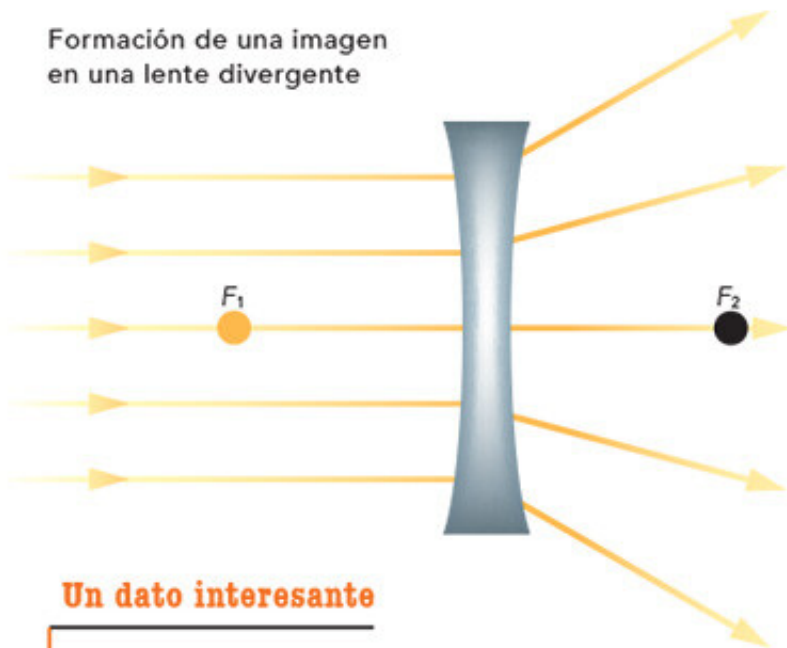 Formación de una imagen
en una lente divergente
F₁
F₂
Un dato interesante